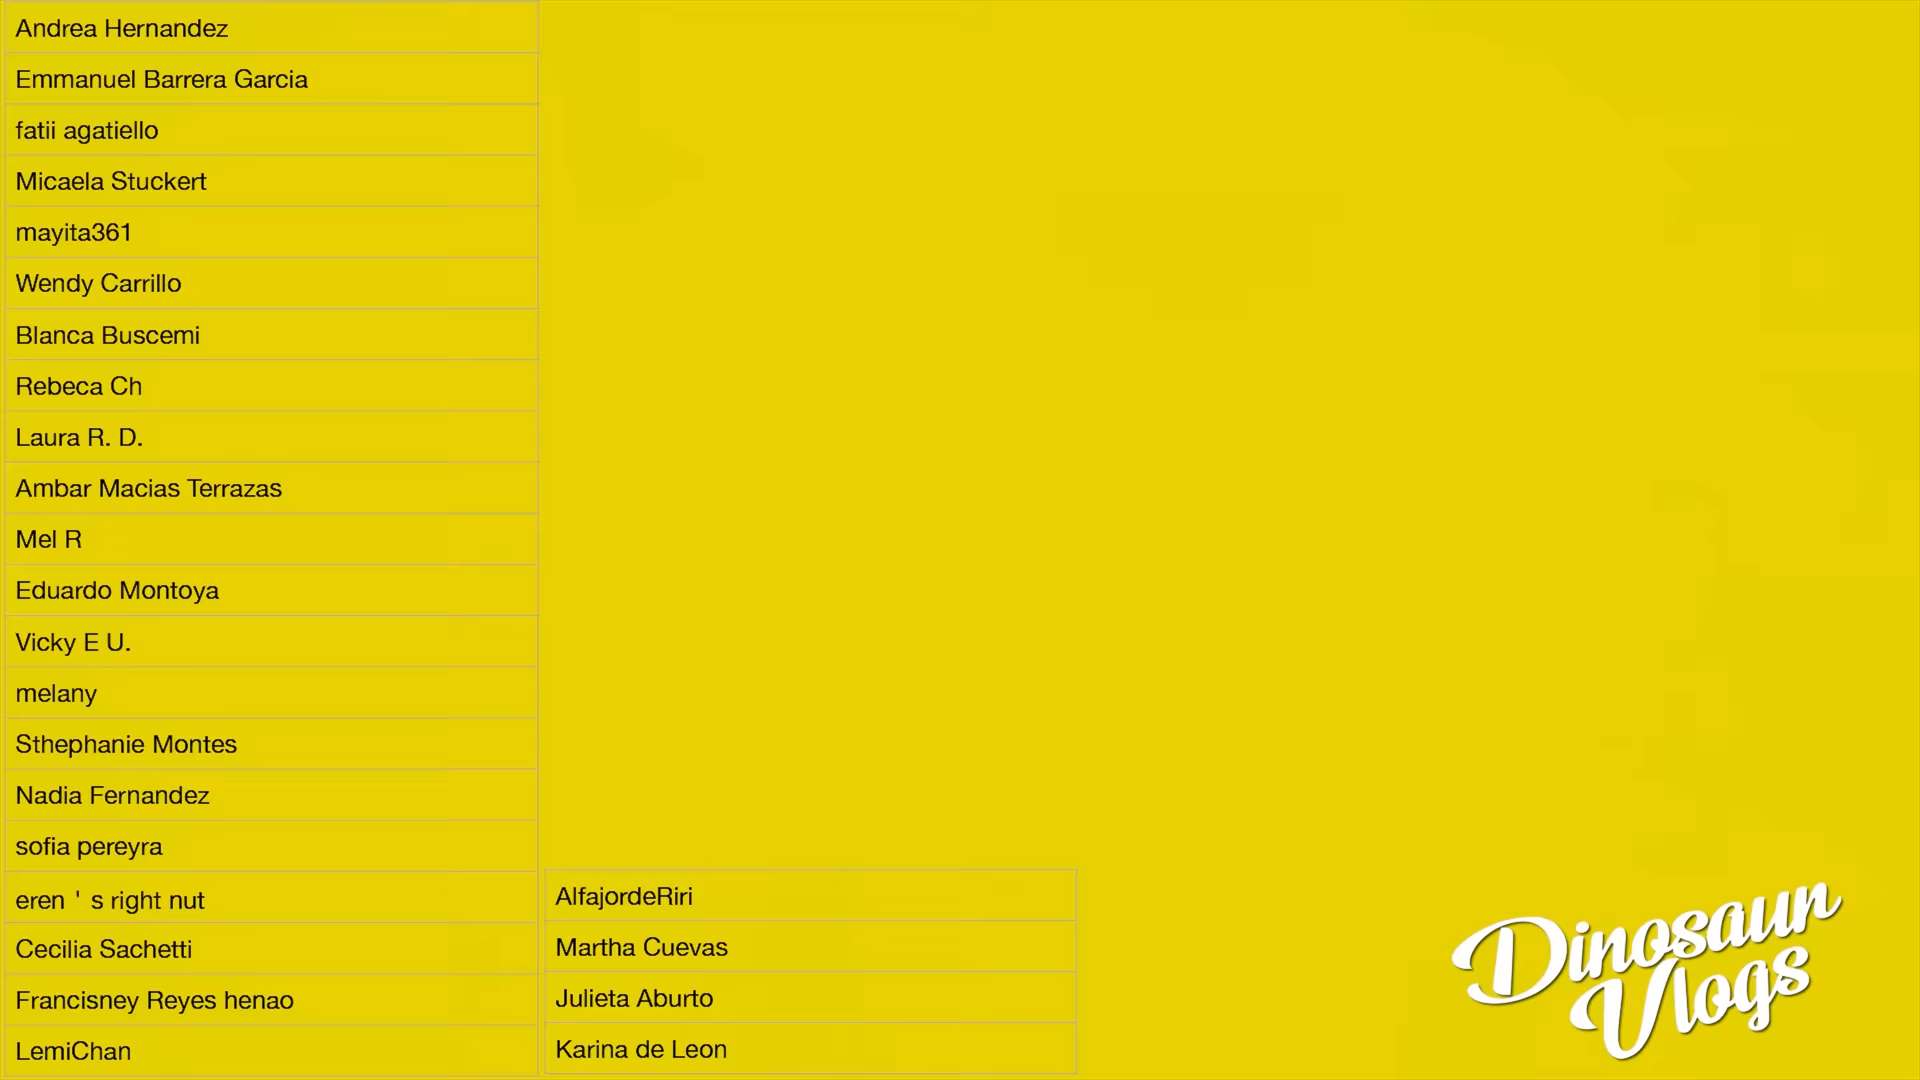 Andrea Hernandez
Emmanuel Barrera Garcia
fatii agatiello
Micaela Stuckert
mayita361
Wendy Carrillo
Blanca Buscemi
Rebeca Ch
Laura R. D.
Ambar Macias Terrazas
Mel R
Eduardo Montoya
Vicky E U.
melany
Sthephanie Montes
Nadia Fernandez
sofia pereyra
eren ' s right nut
Cecilia Sachetti
Francisney Reyes henao
LemiChan
AlfajordeRiri
Martha Cuevas
Julieta Aburto
Karina de Leon
Dinosaur
Vlogs